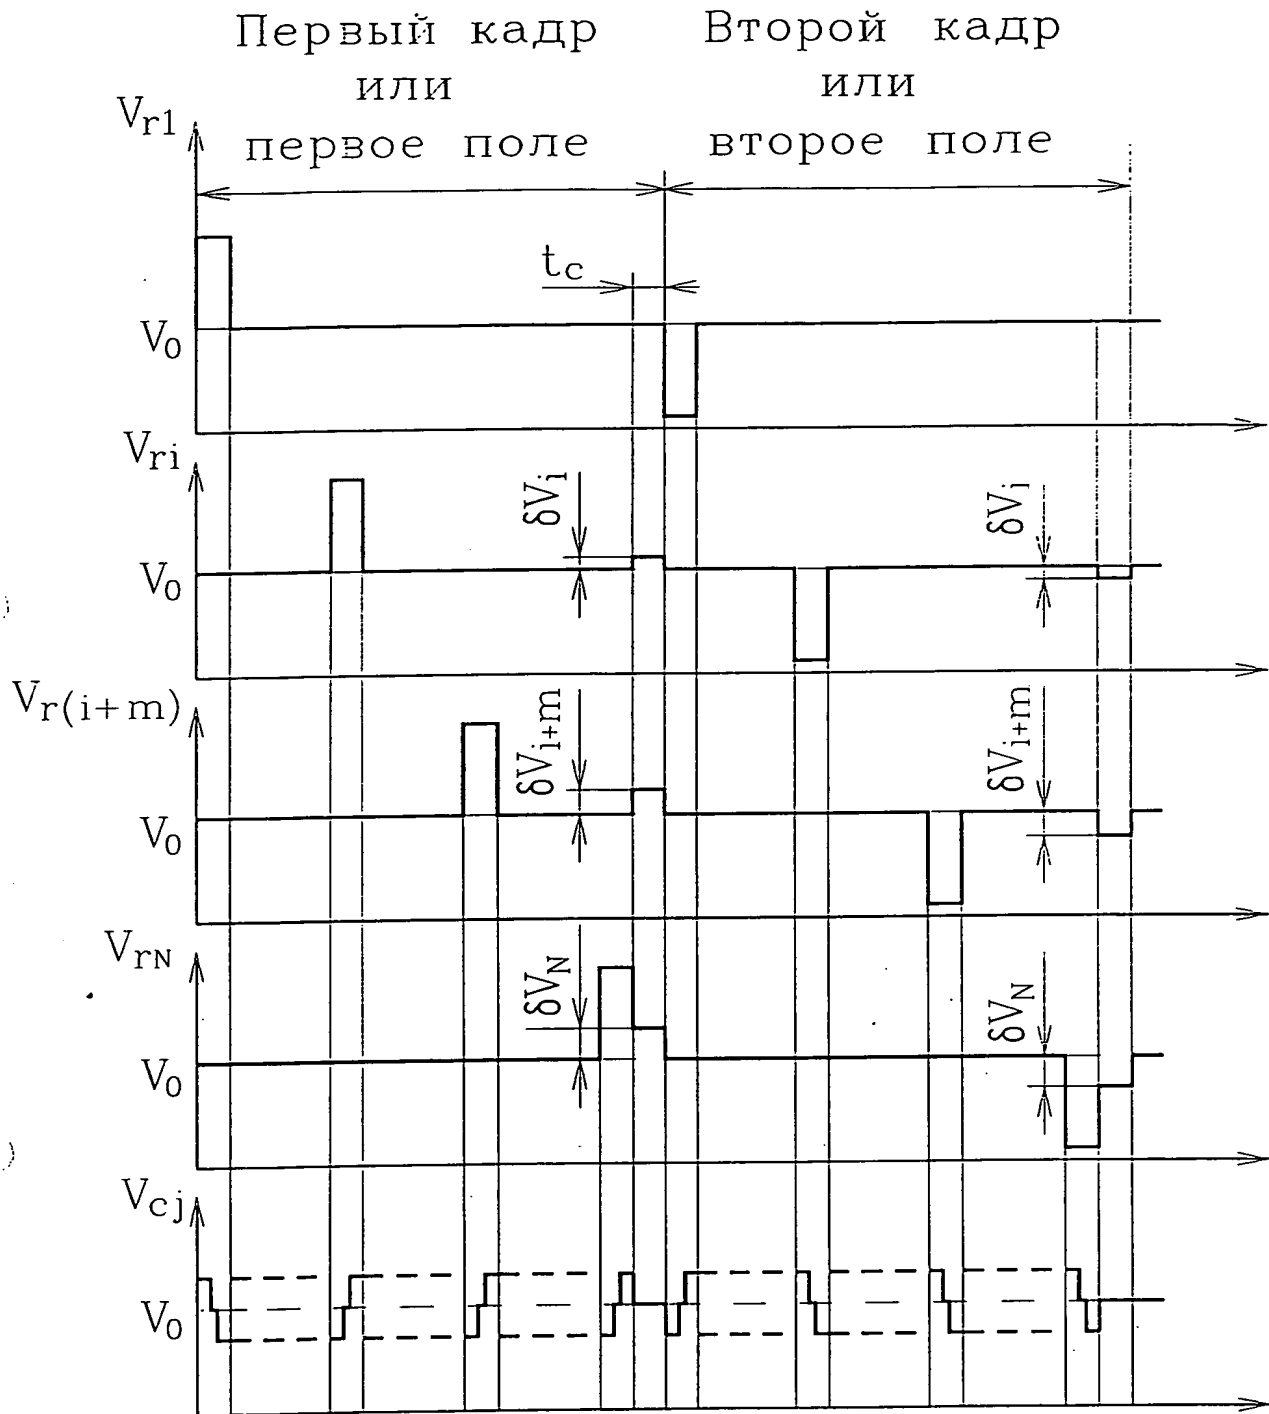 Первый кадр
или
первое поле
Второй кадр
или
второе поле
Vr1
tc
V0
Vri
δVi
δVi
V0
Vr(i+m)
δVi+m
δVi+m
V0
VrN
δVN
δVN
V0
Vcj
V0